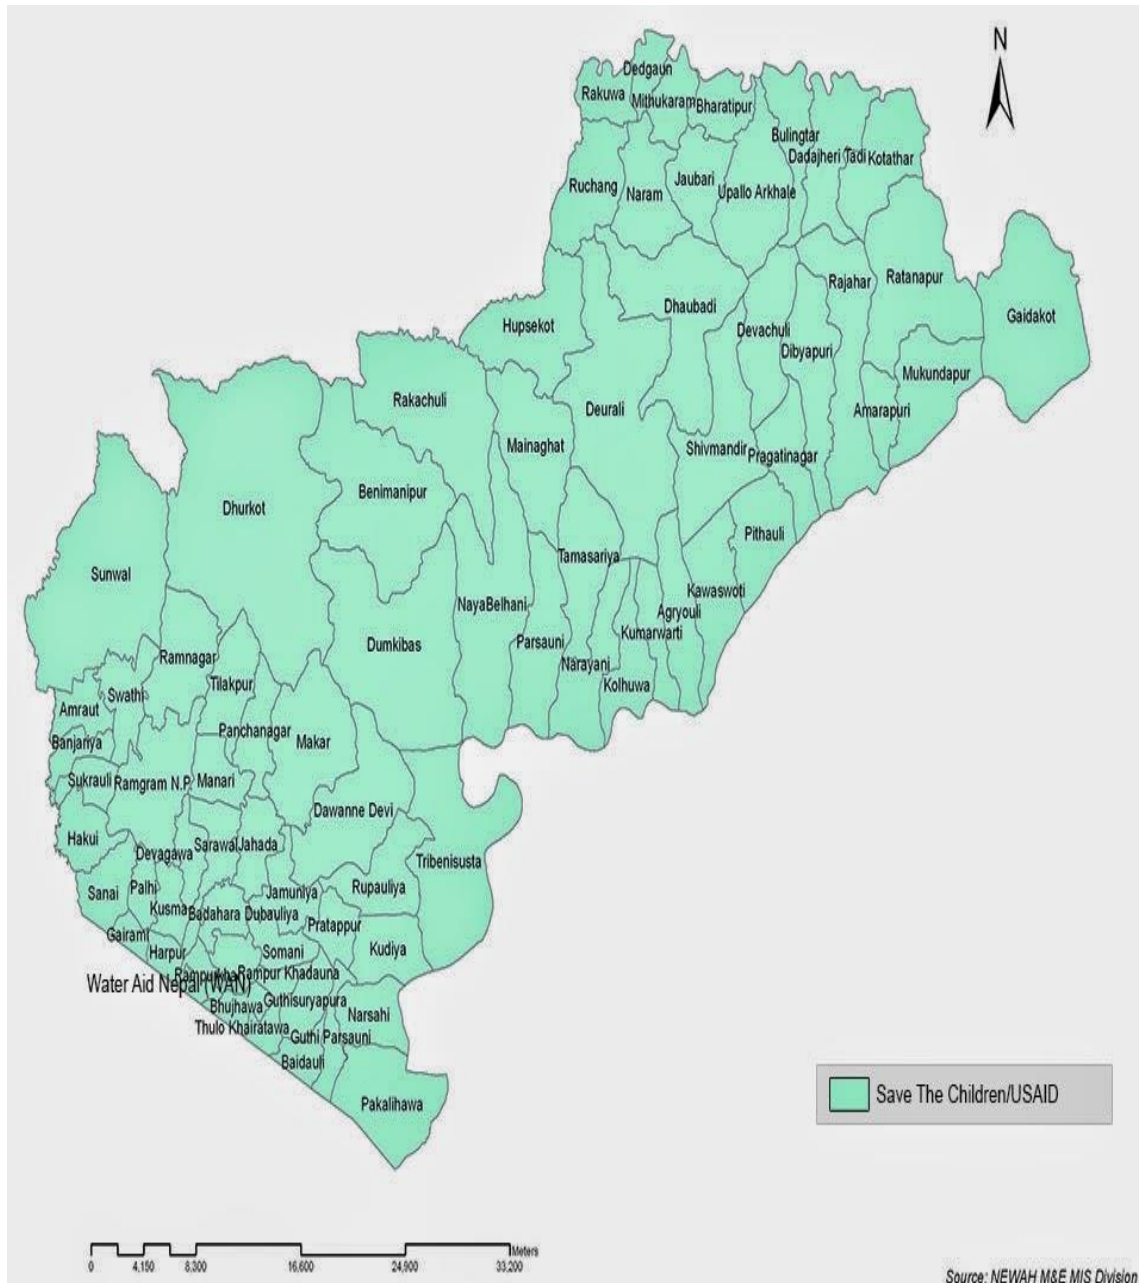 N
Dedgaun
Rakuwa
Mithukaram
Bharatipur
Bulingtar
Dadajheri Tadi
Kotathar
Ruchang
Naram
Jaubari
Upallo Arkhale
Ratanapur
Rajahar
Dhaubadi
Gaidakot
Hupsekot
Devachuli
Dibyapuri
Mukundapur
Rakachuli
Deurali
Amarapuri
Mainaghat
Shivmandir
Pragatinagar
Benimanipur
Dhurkot
Pithauli
Tamasariya
Sunwal
Kawaswoti
NayaBelhani
Agryouli
Kumarwarti
Parsauni
Dumkibas
Ramnagar
Narayani
Tilakpur
Kolhuwa
Swathi
Amraut
Panchanagar
Banjariya
Makar
Sukrauli
Ramgram N.P
Manari
Dawanne Devi
Hakui
Sarawal
Jahada
Devagawa
Tribenisusta
Sanai
Palhi
Jamuniya
Rupauliya
Kusma
Badahara
Dubauliya
Pratappur
Gairami
Harpur
Somani
Kudiya
Rampur Khadauna
Water Aid Nepal (WAN)
Bhujhawa
Guthisuryapura
Narsahi
Thulo Khairatawa
Guthi Parsauni
Baidauli
Pakalihawa
Save The Children/USAID
Meters
0 4,150 8,300 16,600 24,900 33,200
Source: NEWAH M&E MIS Division